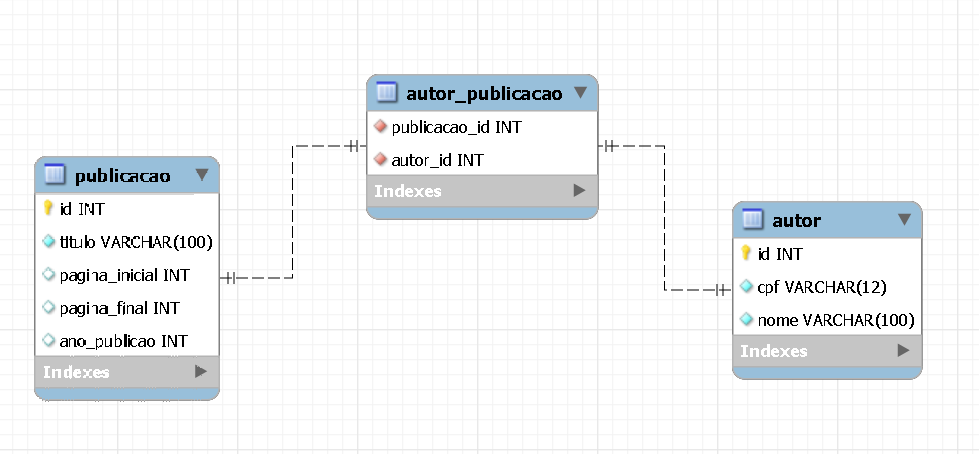 autor_publicacao
publicacao_id INT
autor_id INT
Indexes
publicacao
id INT
titulo VARCHAR(100)
pagina_inicial INT
pagina_final INT
ano_publicao INT
Indexes
autor
id INT
cpf VARCHAR(12)
nome VARCHAR(100)
Indexes